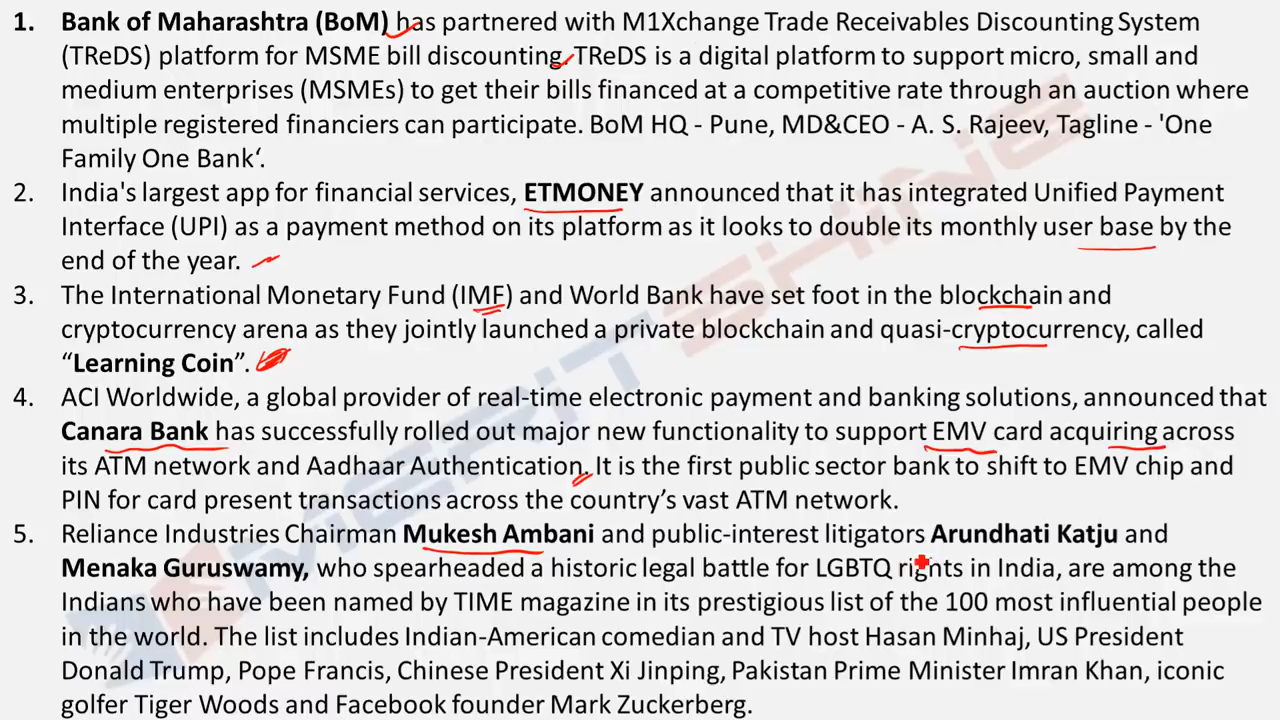 1. Bank of Maharashtra (BoM) has partnered with M1Xchange Trade Receivables Discounting System
(TReDS) platform for MSME bill discounting. TReDS is a digital platform to support micro, small and
medium enterprises (MSMEs) to get their bills financed at a competitive rate through an auction where
multiple registered financiers can participate. BoM HQ - Pune, MD&CEO - A. S. Rajeev, Tagline - 'One
Family One Bank‘.
2. India's largest app for financial services, ETMONEY announced that it has integrated Unified Payment
Interface (UPI) as a payment method on its platform as it looks to double its monthly user base by the
end of the year.
3. The International Monetary Fund (IMF) and World Bank have set foot in the blockchain and
cryptocurrency arena as they jointly launched a private blockchain and quasi-cryptocurrency, called
“Learning Coin”.
4. ACI Worldwide, a global provider of real-time electronic payment and banking solutions, announced that
Canara Bank has successfully rolled out major new functionality to support EMV card acquiring across
its ATM network and Aadhaar Authentication. It is the first public sector bank to shift to EMV chip and
PIN for card present transactions across the country’s vast ATM network.
5. Reliance Industries Chairman Mukesh Ambani and public-interest litigators Arundhati Katju and
Menaka Guruswamy, who spearheaded a historic legal battle for LGBTQ rights in India, are among the
Indians who have been named by TIME magazine in its prestigious list of the 100 most influential people
in the world. The list includes Indian-American comedian and TV host Hasan Minhaj, US President
Donald Trump, Pope Francis, Chinese President Xi Jinping, Pakistan Prime Minister Imran Khan, iconic
golfer Tiger Woods and Facebook founder Mark Zuckerberg.
MERIT SHINE